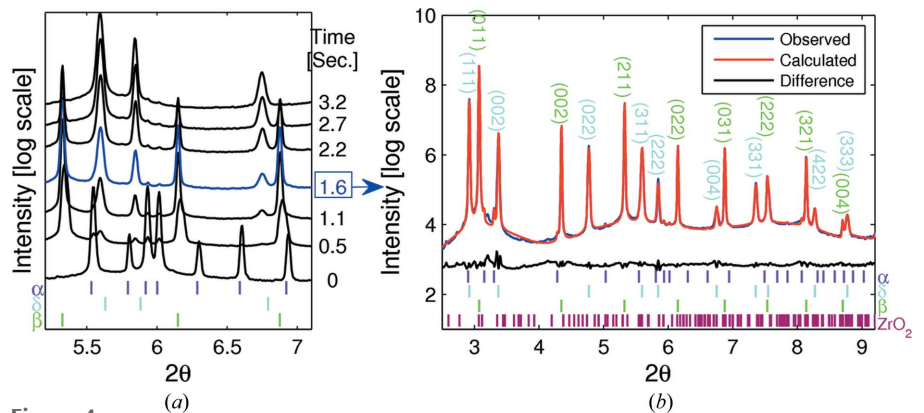 (a)
Intensity [log scale]
Time
[Sec.]
3.2
2.7
2.2
1.6
1.1
0.5
0
α
δ
β
5.5
6
6.5
7
2θ
(a)
(b)
Intensity [log scale]
10
8
6
4
2
(111)
(011)
(002)
(002)
(022)
(211)
(311)
(222)
(022)
(004)
(031)
(331)
(222)
(321)
(422)
(004)
(333)
Observed
Calculated
Difference
α
δ
β
ZrO2
3
4
5
6
7
8
9
2θ
(b)